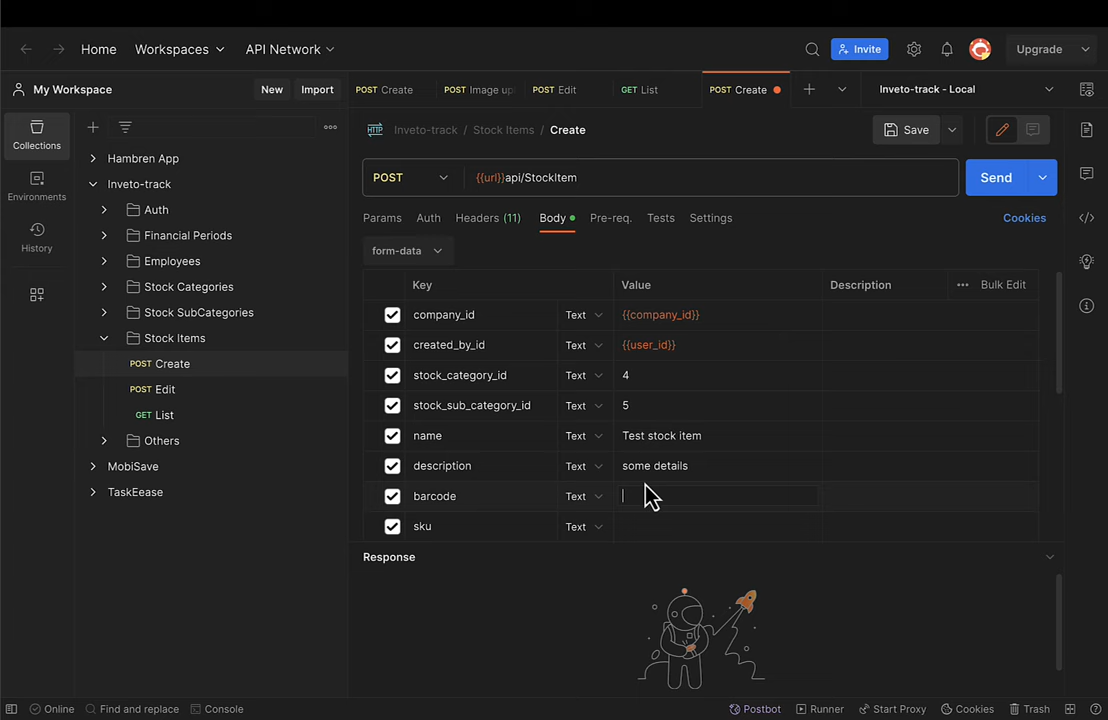 Home Workspaces API Network Invite Upgrade
My Workspace New Import POST Create POST Image up POST Edit GET List POST Create Inveto-track - Local
Collections
Environments
History
Hambren App
Inveto-track
Auth
Financial Periods
Employees
Stock Categories
Stock SubCategories
Stock Items
POST Create
POST Edit
GET List
Others
MobiSave
TaskEease
HTTP Inveto-track / Stock Items / Create Save
POST {{url}}api/StockItem Send
Params Auth Headers (11) Body Pre-req. Tests Settings Cookies
form-data
Key Value Description Bulk Edit
company_id Text {{company_id}}
created_by_id Text {{user_id}}
stock_category_id Text 4
stock_sub_category_id Text 5
name Text Test stock item
description Text some details
barcode Text
sku Text
Response
Online Find and replace Console Postbot Runner Start Proxy Cookies Trash